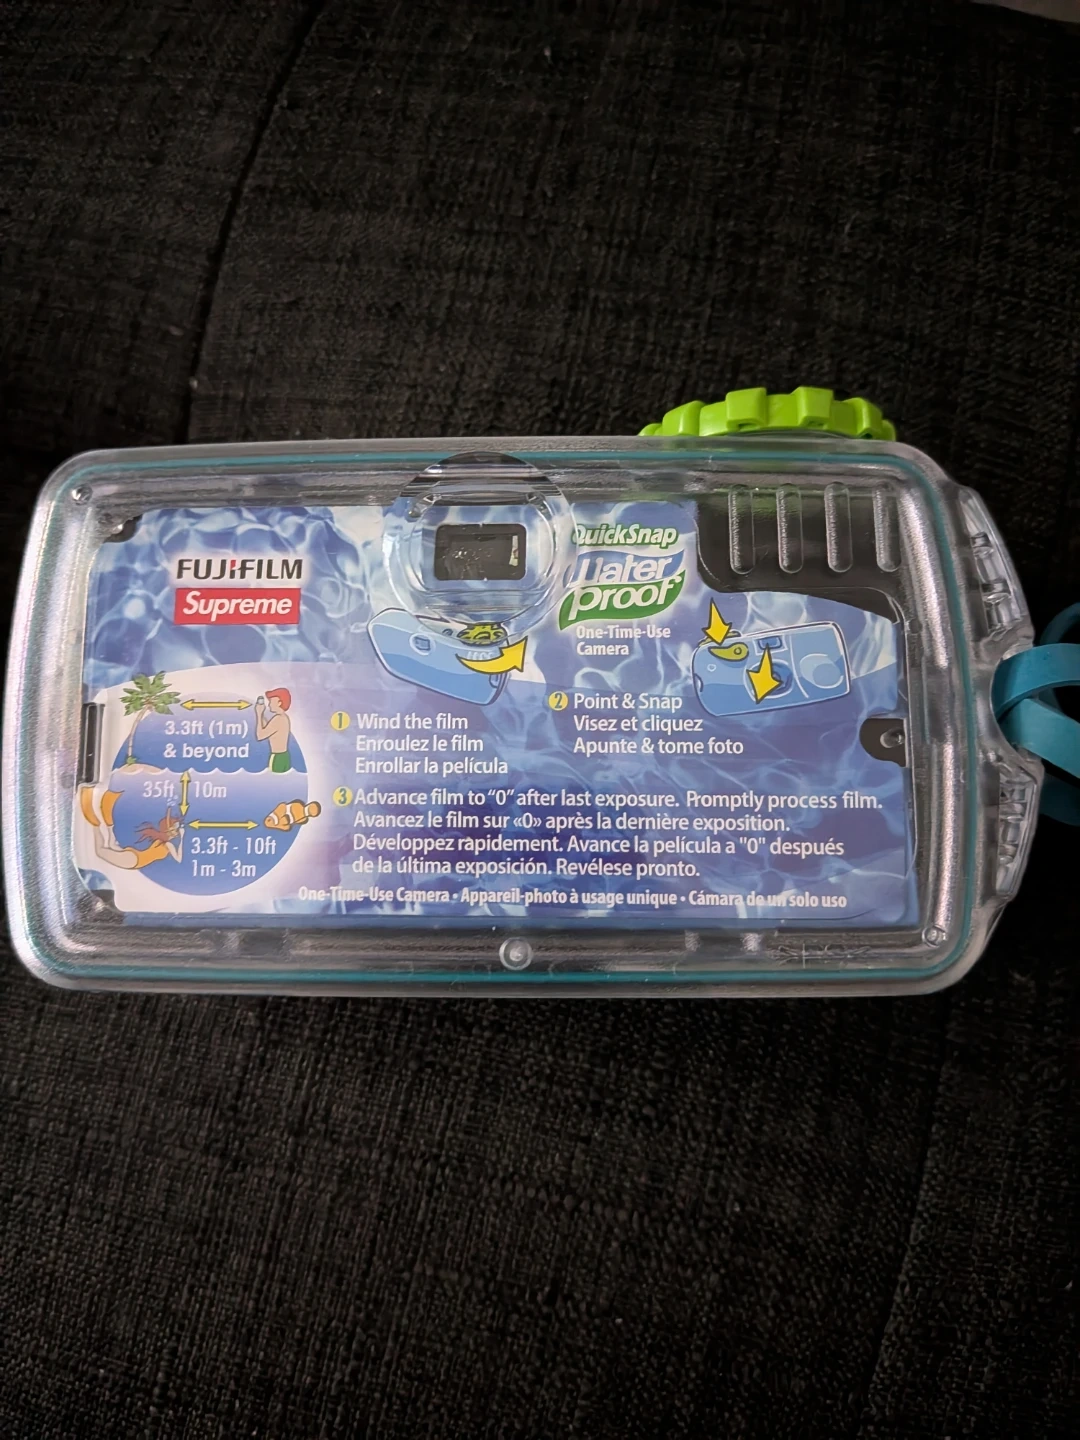 FUJIFILM
Supreme
QuickSnap
Water
proof
One-Time-Use
Camera
3.3ft (1m)
& beyond
35ft 10m
3.3ft - 10ft
1m - 3m
1 Wind the film
Enroulez le film
Enrollar la película
2 Point & Snap
Visez et cliquez
Apunte & tome foto
3 Advance film to "0" after last exposure. Promptly process film.
Avancez le film sur «0» après la dernière exposition.
Développez rapidement. Avance la película a "0" después
de la última exposición. Revélese pronto.
One-Time-Use Camera • Appareil-photo à usage unique • Cámara de un solo uso